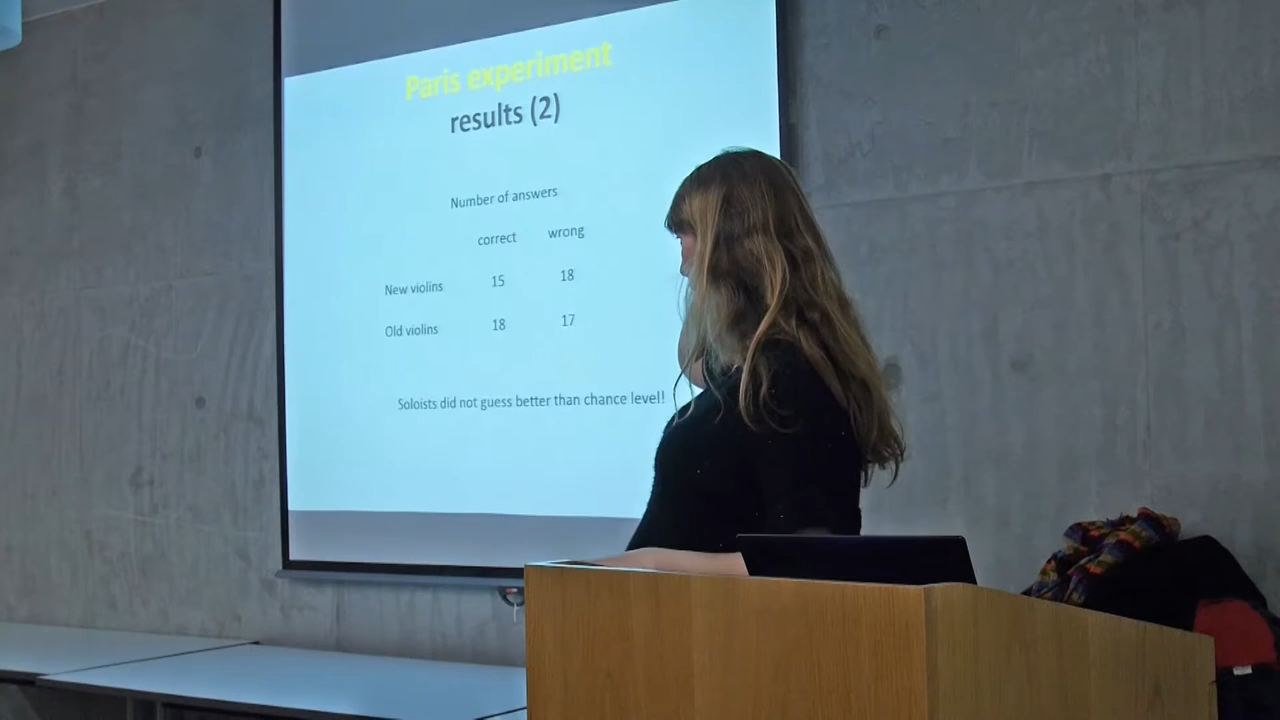 Paris experiment
results (2)
Number of answers
correct wrong
New violins 15 18
Old violins 18 17
Soloists did not guess better than chance level!